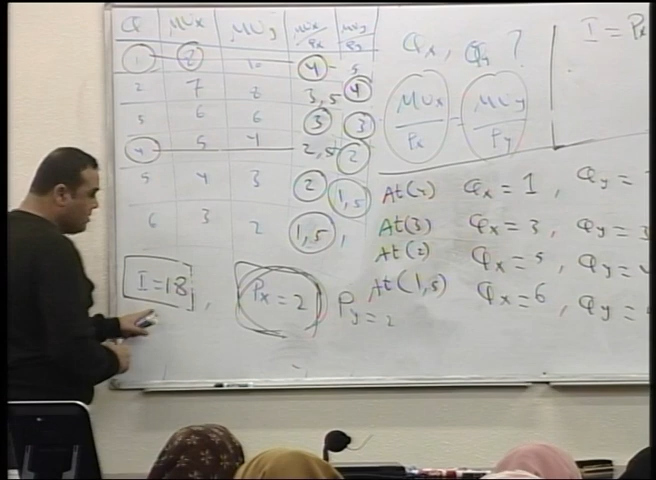 Q MUx MUy MUx/Px MUy/Py
1 8 10 4 5
2 7 8 3,5 4
3 6 6 3 3
4 5 4 2,5 2
5 4 3 2 1,5
6 3 2 1,5
I=18, Px=2 Py=2
Qx, Qy ?
MUx/Px = MUy/Py
At(4) Qx=1, Qy=
At(3) Qx=3, Qy=3
At(2) Qx=5, Qy=
At(1,5) Qx=6, Qy=
I = Px